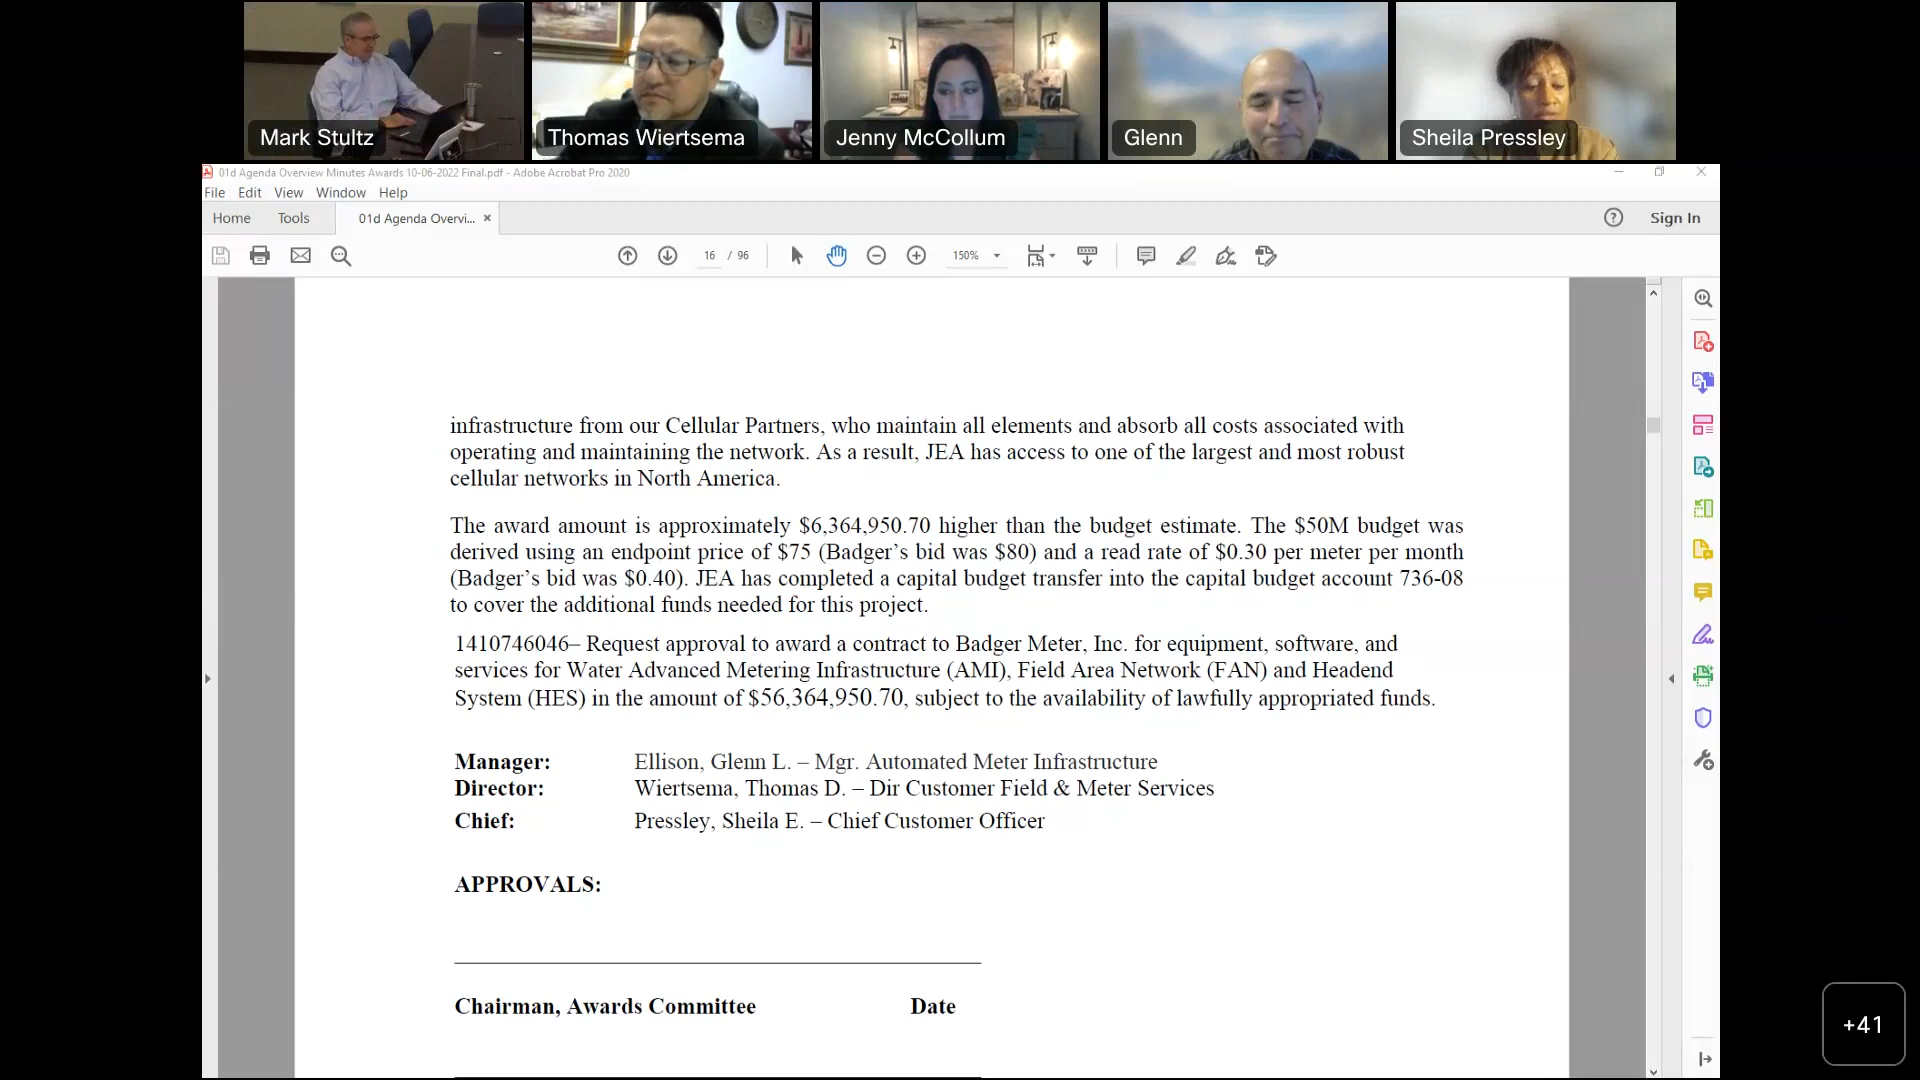 Mark Stultz
Thomas Wiertsema
Jenny McCollum
Glenn
Sheila Pressley
01d Agenda Overview Minutes Awards 10-06-2022 Final.pdf - Adobe Acrobat Pro 2020
File Edit View Window Help
Home Tools 01d Agenda Overvi... × Sign In
16 / 96 150%
infrastructure from our Cellular Partners, who maintain all elements and absorb all costs associated with
operating and maintaining the network. As a result, JEA has access to one of the largest and most robust
cellular networks in North America.
The award amount is approximately $6,364,950.70 higher than the budget estimate. The $50M budget was
derived using an endpoint price of $75 (Badger’s bid was $80) and a read rate of $0.30 per meter per month
(Badger’s bid was $0.40). JEA has completed a capital budget transfer into the capital budget account 736-08
to cover the additional funds needed for this project.
1410746046– Request approval to award a contract to Badger Meter, Inc. for equipment, software, and
services for Water Advanced Metering Infrastructure (AMI), Field Area Network (FAN) and Headend
System (HES) in the amount of $56,364,950.70, subject to the availability of lawfully appropriated funds.
Manager: Ellison, Glenn L. – Mgr. Automated Meter Infrastructure
Director: Wiertsema, Thomas D. – Dir Customer Field & Meter Services
Chief: Pressley, Sheila E. – Chief Customer Officer
APPROVALS:
Chairman, Awards Committee Date
+41